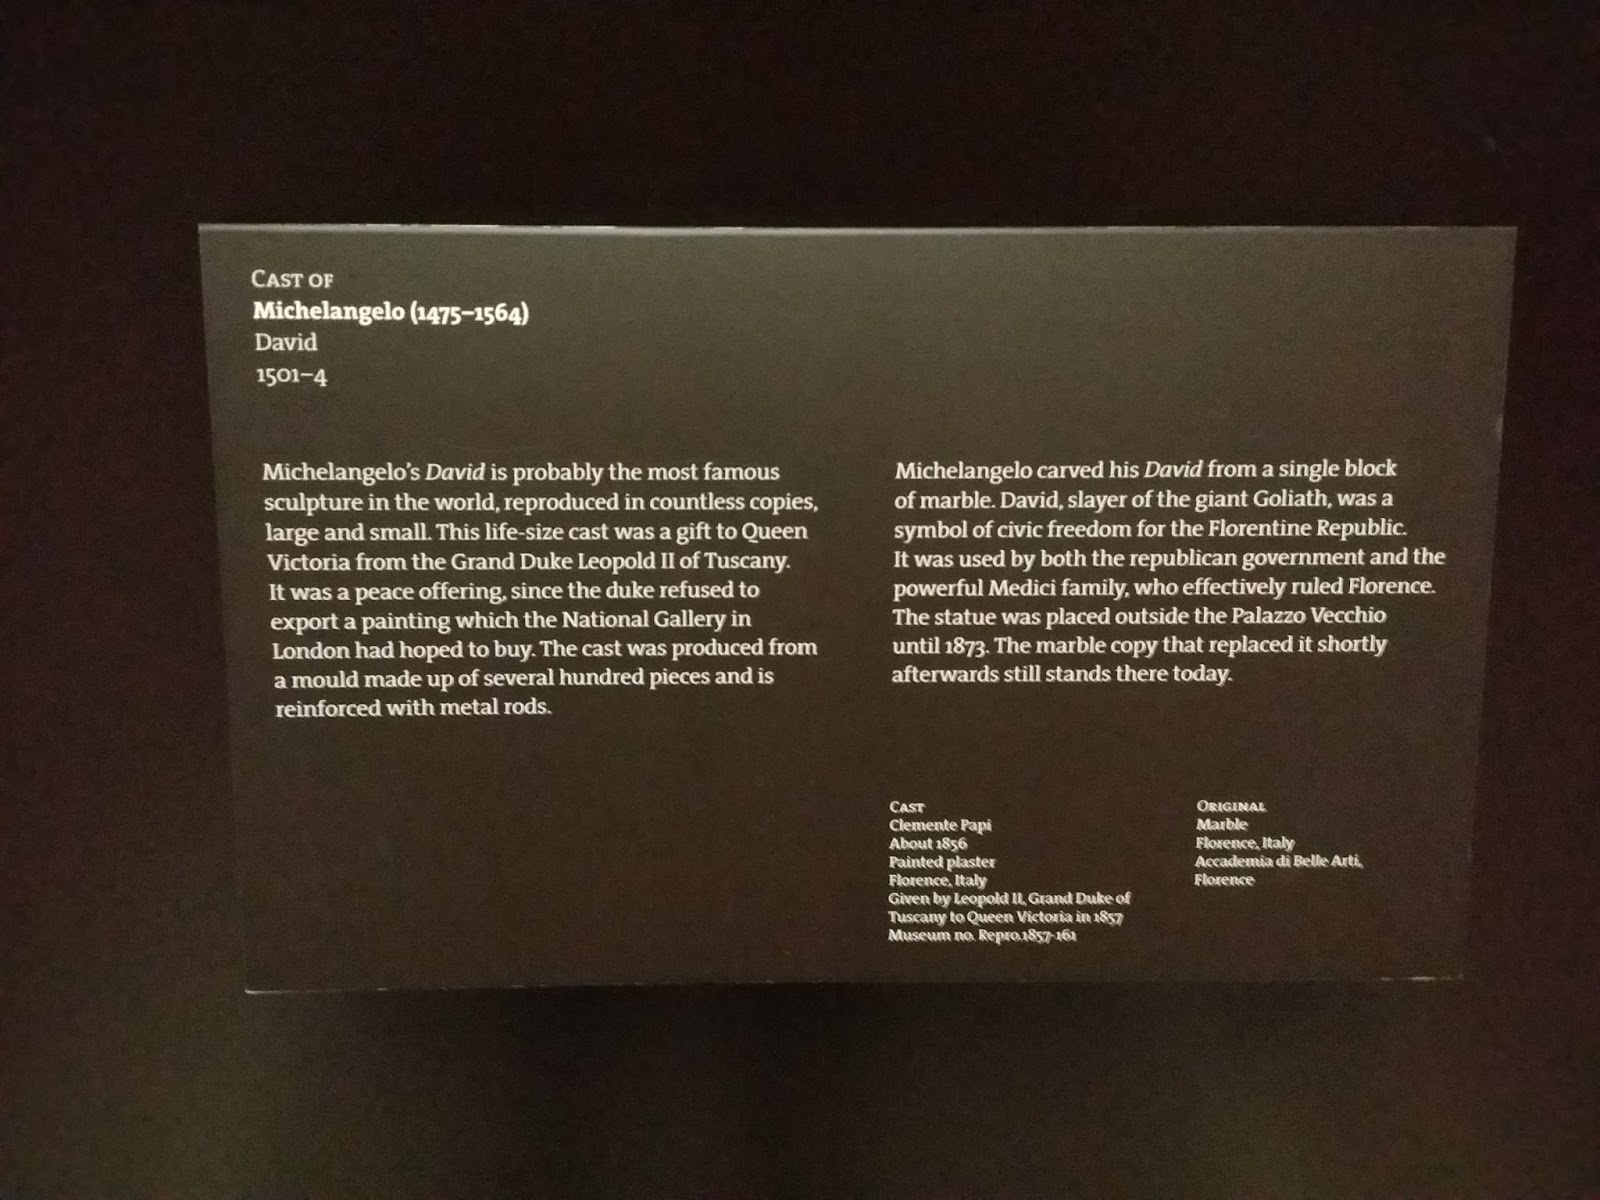 CAST OF
Michelangelo (1475–1564)
David
1501–4
Michelangelo's David is probably the most famous
sculpture in the world, reproduced in countless copies,
large and small. This life-size cast was a gift to Queen
Victoria from the Grand Duke Leopold II of Tuscany.
It was a peace offering, since the duke refused to
export a painting which the National Gallery in
London had hoped to buy. The cast was produced from
a mould made up of several hundred pieces and is
reinforced with metal rods.
Michelangelo carved his David from a single block
of marble. David, slayer of the giant Goliath, was a
symbol of civic freedom for the Florentine Republic.
It was used by both the republican government and the
powerful Medici family, who effectively ruled Florence.
The statue was placed outside the Palazzo Vecchio
until 1873. The marble copy that replaced it shortly
afterwards still stands there today.
CAST
Clemente Papi
About 1856
Painted plaster
Florence, Italy
Given by Leopold II, Grand Duke of
Tuscany to Queen Victoria in 1857
Museum no. Repro.1857-161
ORIGINAL
Marble
Florence, Italy
Accademia di Belle Arti,
Florence